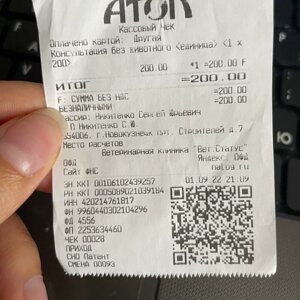 АТОЛ
Кассовый чек
Оплачено картой: Другая
Консультация без животного <единица> <1 x
200>
200.00 *1 =200.00 F
ИТОГ =200.00
F: СУММА БЕЗ НДС =200.00
БЕЗНАЛИЧНЫМИ =200.00
Кассир: Никитенко Сергей Юрьевич
П Никитенко С.Ю.
654006, г.Новокузнецк пул. Строителей д.7
Место расчетов
Ветеринарная клиника "Вет Статус"
ОФД Яндекс. ОФД
Сайт ФНС nalog.ru
ЗН ККТ 00106102439257 01.09.22 21:09
РН ККТ 0005089021039184
ИНН 420214761817
ФН 9960440302104296
ФД 4556
ФП 2253634460
ЧЕК 00028
ПРИХОД
СНО Патент
СМЕНА 00093